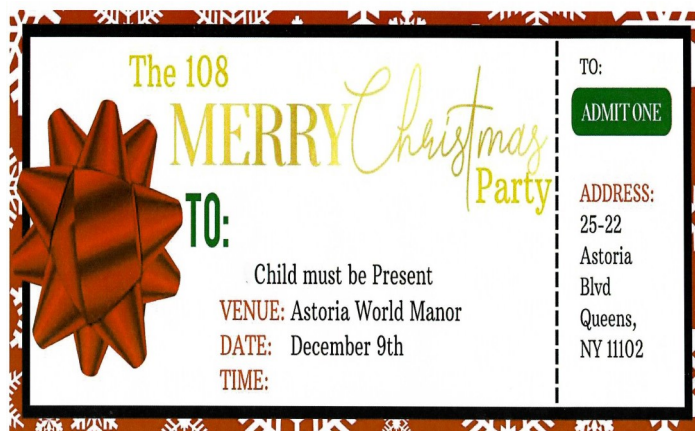 The 108
MERRY Christmas
Party
TO:
Child must be Present
VENUE: Astoria World Manor
DATE: December 9th
TIME:
TO:
ADMIT ONE
ADDRESS:
25-22
Astoria
Blvd
Queens,
NY 11102